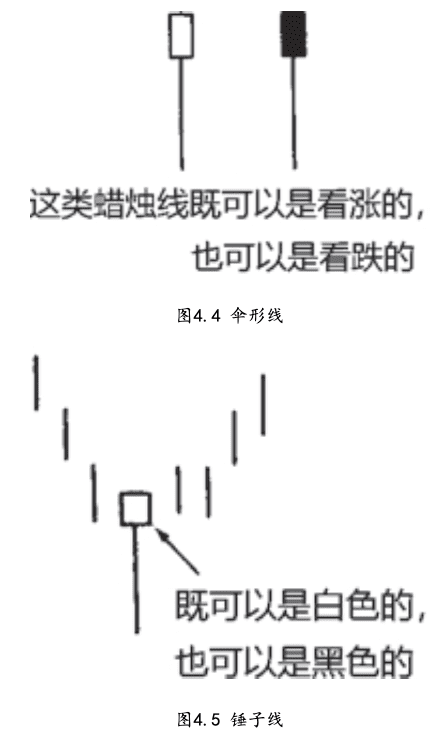 这类蜡烛线既可以是看涨的，
也可以是看跌的
图4.4 伞形线
既可以是白色的，
也可以是黑色的
图4.5 锤子线